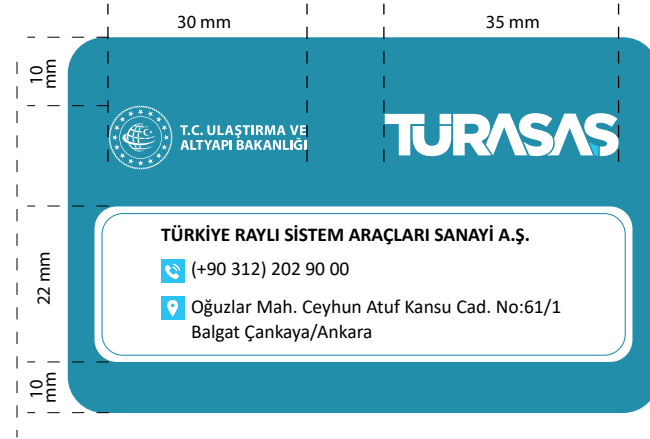 30 mm
35 mm
10 mm
T.C. ULAŞTIRMA VE
ALTYAPI BAKANLIĞI
TÜRASAŞ
22 mm
TÜRKİYE RAYLI SİSTEM ARAÇLARI SANAYİ A.Ş.
(+90 312) 202 90 00
Oğuzlar Mah. Ceyhun Atuf Kansu Cad. No:61/1
Balgat Çankaya/Ankara
10 mm